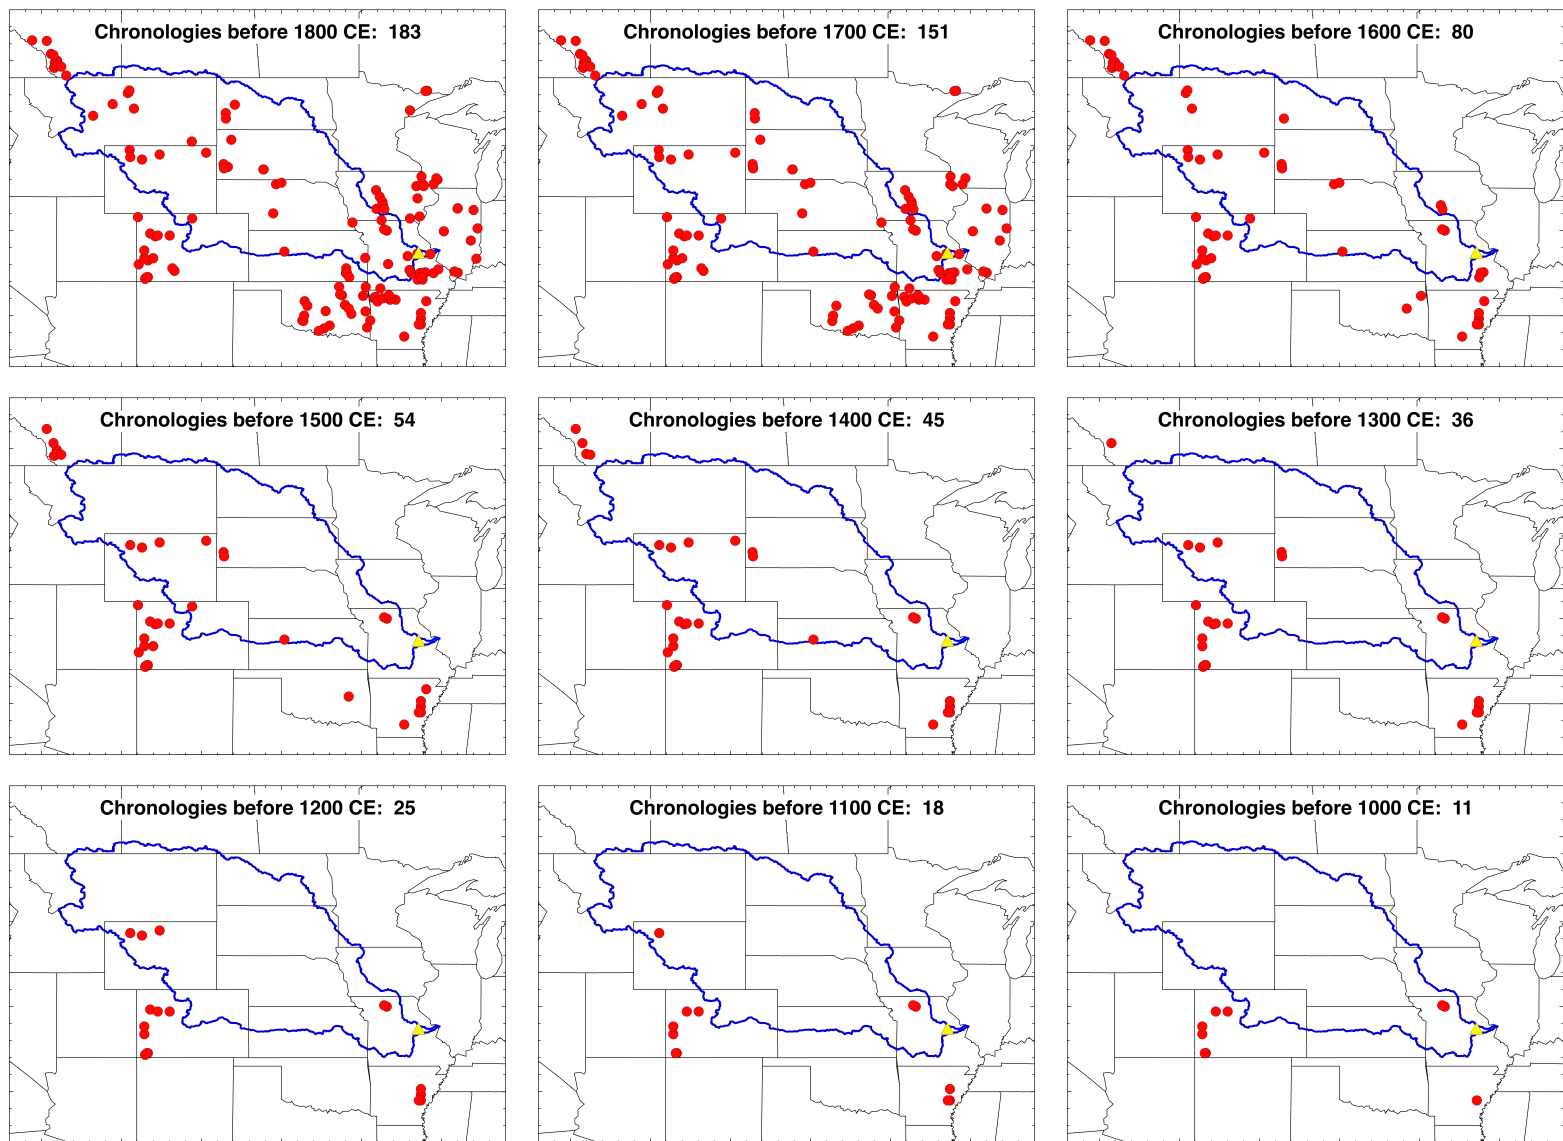 Chronologies before 1800 CE: 183
Chronologies before 1700 CE: 151
Chronologies before 1600 CE: 80
Chronologies before 1500 CE: 54
Chronologies before 1400 CE: 45
Chronologies before 1300 CE: 36
Chronologies before 1200 CE: 25
Chronologies before 1100 CE: 18
Chronologies before 1000 CE: 11